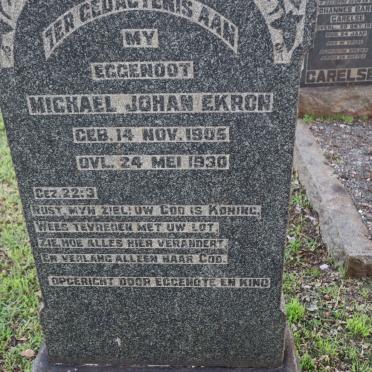 TER GEDACTENIS AAN
MY
EGGENOOT
MICHAEL JOHAN EKRON
GEB. 14 NOV. 1905
OVL. 24 MEI 1930
GEZ. 22:3
RUST, MYN ZIEL! UW GOD IS KONING,
WEES TEVREDEN MET UW LOT,
ZIE, HOE ALLES HIER VERANDERT,
EN VERLANG ALLEEN NAAR GOD.
OPGERICHT DOOR EGGENOTE EN KIND
CARELSE
CARELSE